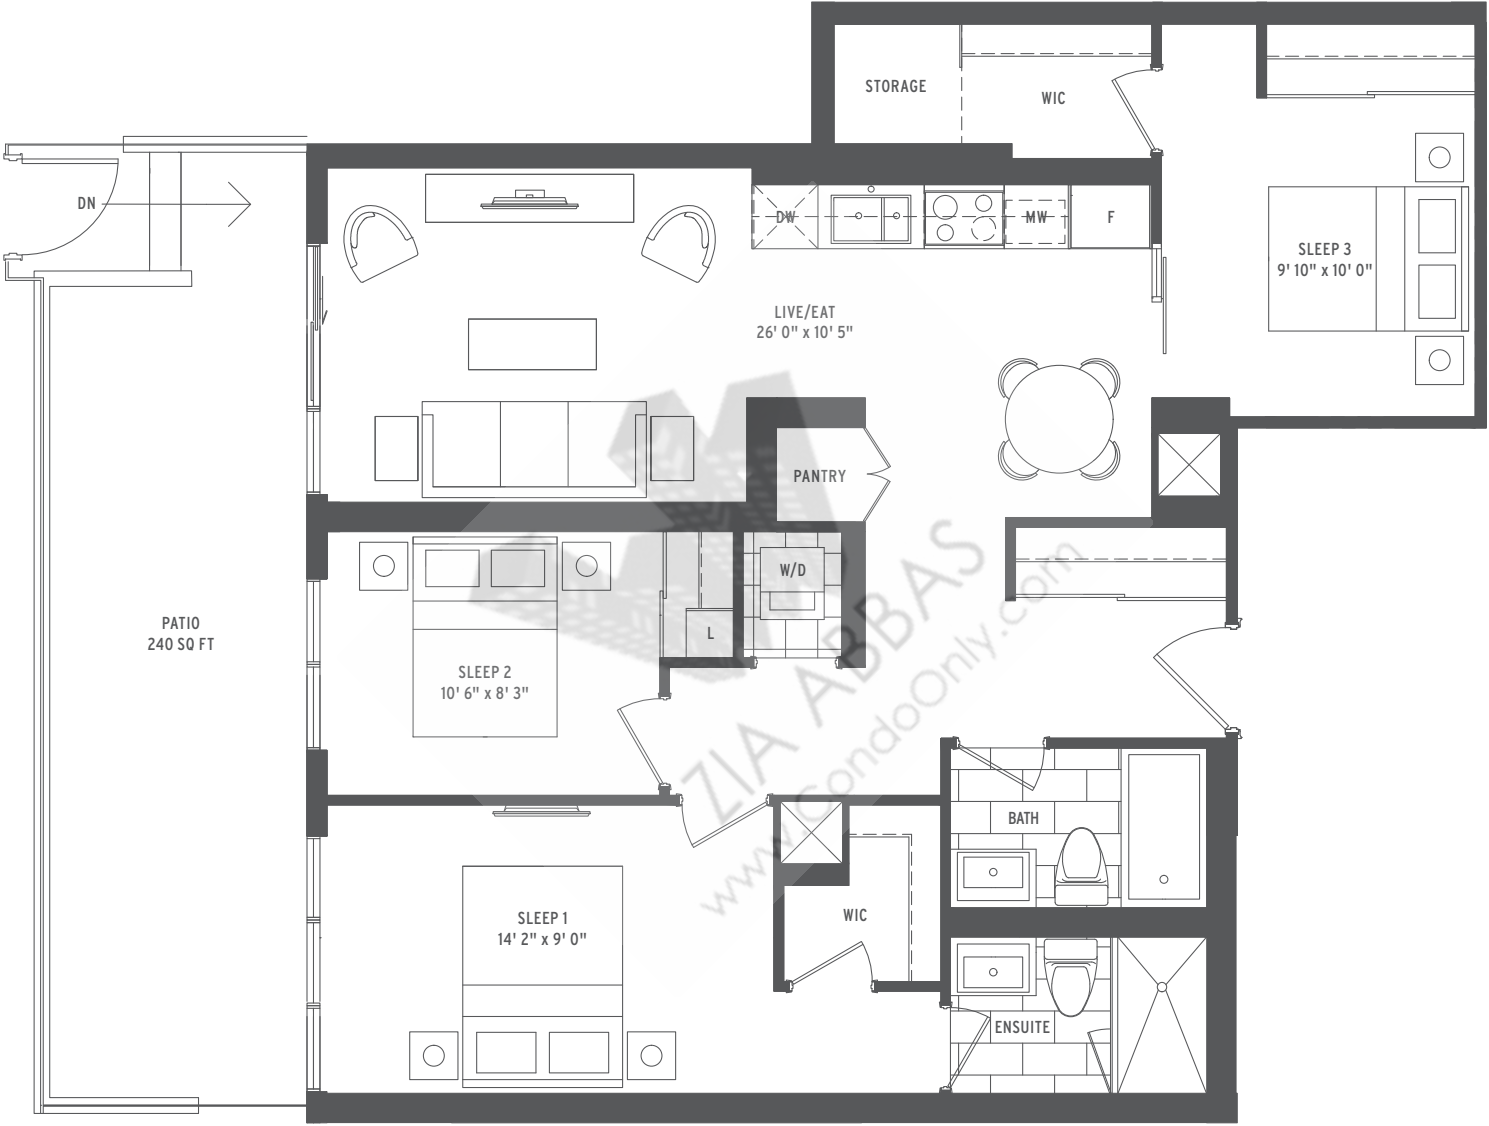 STORAGE
WIC
DN
DW
MW
F
SLEEP 3
9' 10" x 10' 0"
LIVE/EAT
26' 0" x 10' 5"
PANTRY
W/D
PATIO
240 SQ FT
L
SLEEP 2
10' 6" x 8' 3"
ZIA ABBAS
www.CondoOnly.com
BATH
SLEEP 1
14' 2" x 9' 0"
WIC
ENSUITE